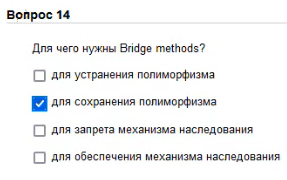 Вопрос 14
Для чего нужны Bridge methods?
для устранения полиморфизма
для сохранения полиморфизма
для запрета механизма наследования
для обеспечения механизма наследования